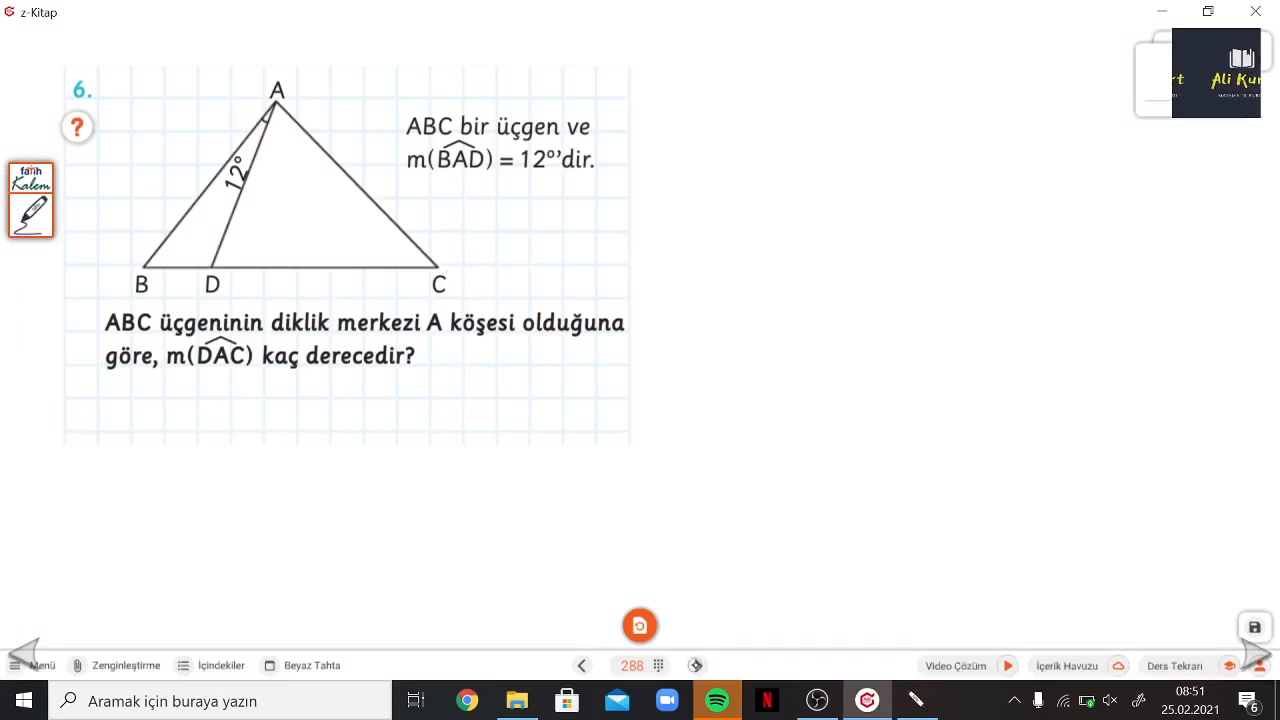 z-Kitap
6.
?
A
12°
B
D
C
ABC bir üçgen ve
m(BAD) = 12°'dir.
ABC üçgeninin diklik merkezi A köşesi olduğuna
göre, m(DAC) kaç derecedir?
fatih
Kalem
Ali Kur
Menü
Zenginleştirme
İçindekiler
Beyaz Tahta
288
Video Çözüm
İçerik Havuzu
Ders Tekrarı
Aramak için buraya yazın
N
08:51
25.02.2021
6